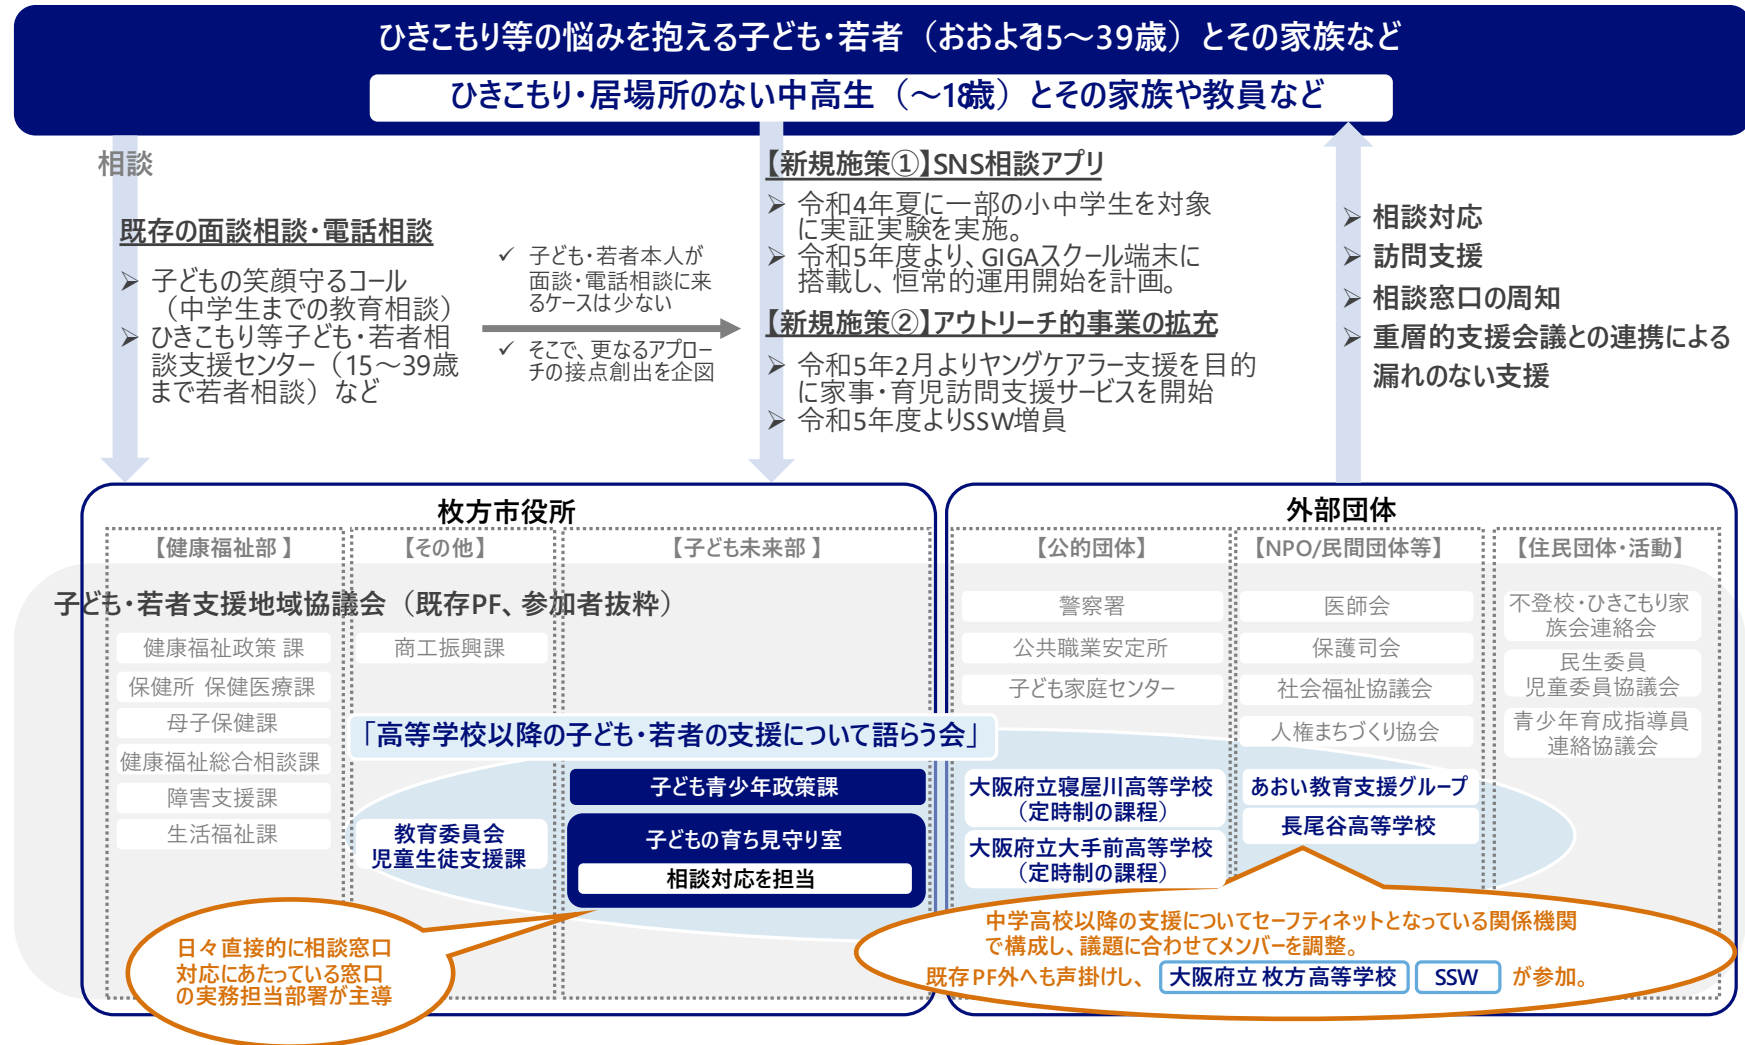 ひきこもり等の悩みを抱える子ども・若者（おおよそ15～39歳）とその家族など
ひきこもり・居場所のない中高生（～18歳）とその家族や教員など
相談
既存の面談相談・電話相談
➢ 子どもの笑顔守るコール
（中学生までの教育相談）
➢ ひきこもり等子ども・若者相
談支援センター（15～39歳
まで若者相談）など
✓ 子ども・若者本人が
面談・電話相談に来
るケースは少ない
✓ そこで、更なるアプロー
チの接点創出を企図
【新規施策①】SNS相談アプリ
➢ 令和4年夏に一部の小中学生を対象
に実証実験を実施。
➢ 令和5年度より、GIGAスクール端末に
搭載し、恒常的運用開始を計画。
【新規施策②】アウトリーチ的事業の拡充
➢ 令和5年2月よりヤングケアラー支援を目的
に家事・育児訪問支援サービスを開始
➢ 令和5年度よりSSW増員
➢ 相談対応
➢ 訪問支援
➢ 相談窓口の周知
➢ 重層的支援会議との連携による
漏れのない支援
枚方市役所
【健康福祉部】
【その他】
【子ども未来部】
子ども・若者支援地域協議会（既存PF、参加者抜粋）
健康福祉政策 課
保健所 保健医療課
母子保健課
健康福祉総合相談課
障害支援課
生活福祉課
商工振興課
「高等学校以降の子ども・若者の支援について語らう会」
教育委員会
児童生徒支援課
子ども青少年政策課
子どもの育ち見守り室
相談対応を担当
外部団体
【公的団体】
【NPO/民間団体等】
【住民団体・活動】
警察署
公共職業安定所
子ども家庭センター
大阪府立寝屋川高等学校
（定時制の課程）
大阪府立大手前高等学校
（定時制の課程）
医師会
保護司会
社会福祉協議会
人権まちづくり協会
あおい教育支援グループ
長尾谷高等学校
不登校・ひきこもり家
族会連絡会
民生委員
児童委員協議会
青少年育成指導員
連絡協議会
日々直接的に相談窓口
対応にあたっている窓口
の実務担当部署が主導
中学高校以降の支援についてセーフティネットとなっている関係機関
で構成し、議題に合わせてメンバーを調整。
既存PF外へも声掛けし、 大阪府立枚方高等学校 SSW が参加。